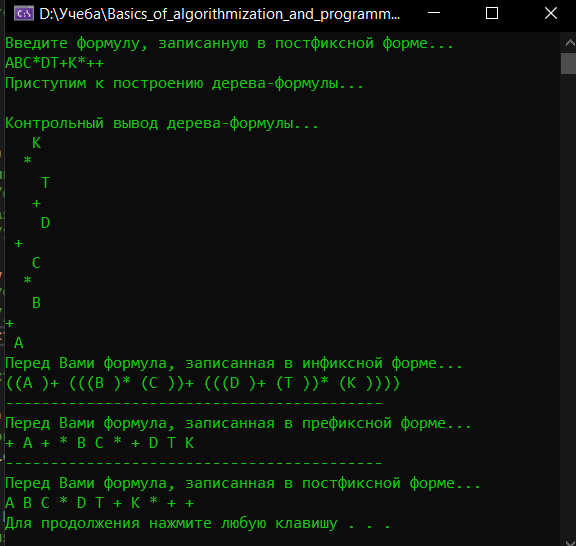 D:\Учеба\Basics_of_algorithmization_and_programm...
Введите формулу, записанную в постфиксной форме...
ABC*DT+K*++
Приступим к построению дерева-формулы...

Контрольный вывод дерева-формулы...
   K
  *
    T
   +
    D
 +
   C
  *
   B
+
 A
Перед Вами формула, записанная в инфиксной форме...
((A )+ (((B )* (C ))+ (((D )+ (T ))* (K ))))
------------------------------------------
Перед Вами формула, записанная в префиксной форме...
+ A + * B C * + D T K
------------------------------------------
Перед Вами формула, записанная в постфиксной форме...
A B C * D T + K * + +
Для продолжения нажмите любую клавишу . . .